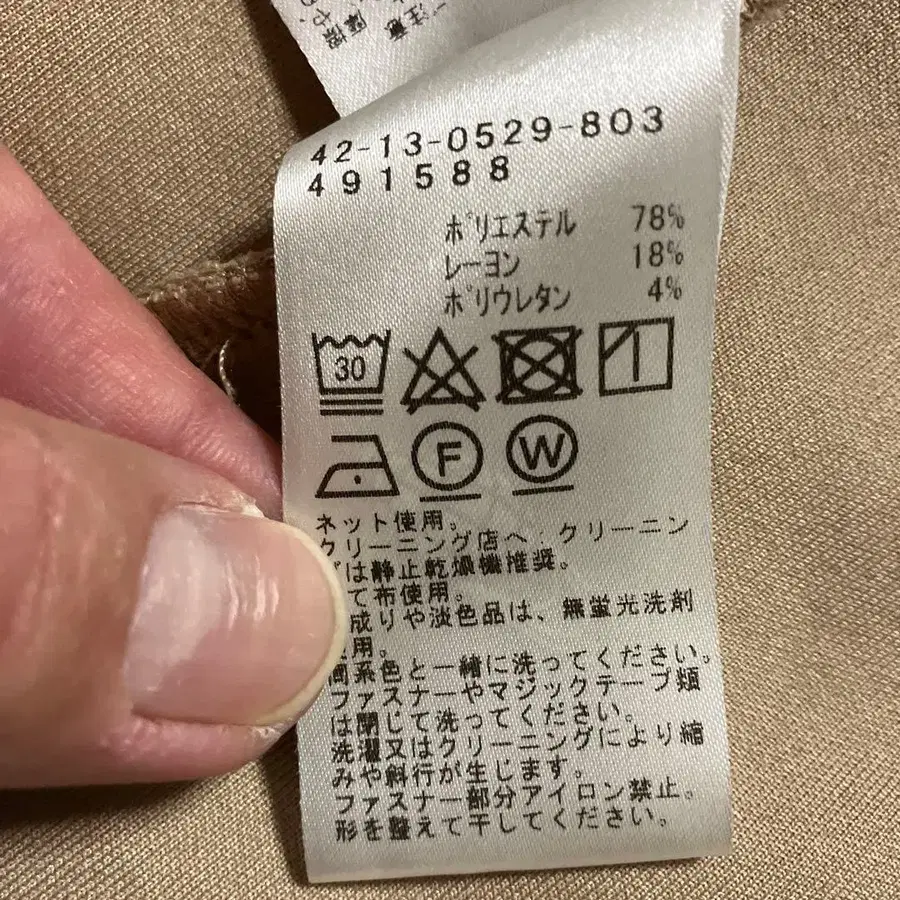 ご注意
摩擦や、
42-13-0529-803
491588
ポリエステル 78%
レーヨン 18%
ポリウレタン 4%
30
F W
ネット使用。
クリーニング店へ:クリーニン
は静止乾燥機推奨。
て布使用。
成りや淡色品は、無蛍光洗剤
用。
同系色と一緒に洗ってください。
ファスナーやマジックテープ類
は閉じて洗ってください。
洗濯又はクリーニングにより縮
みや斜行が生じます。
ファスナー部分アイロン禁止。
形を整えて干してください。